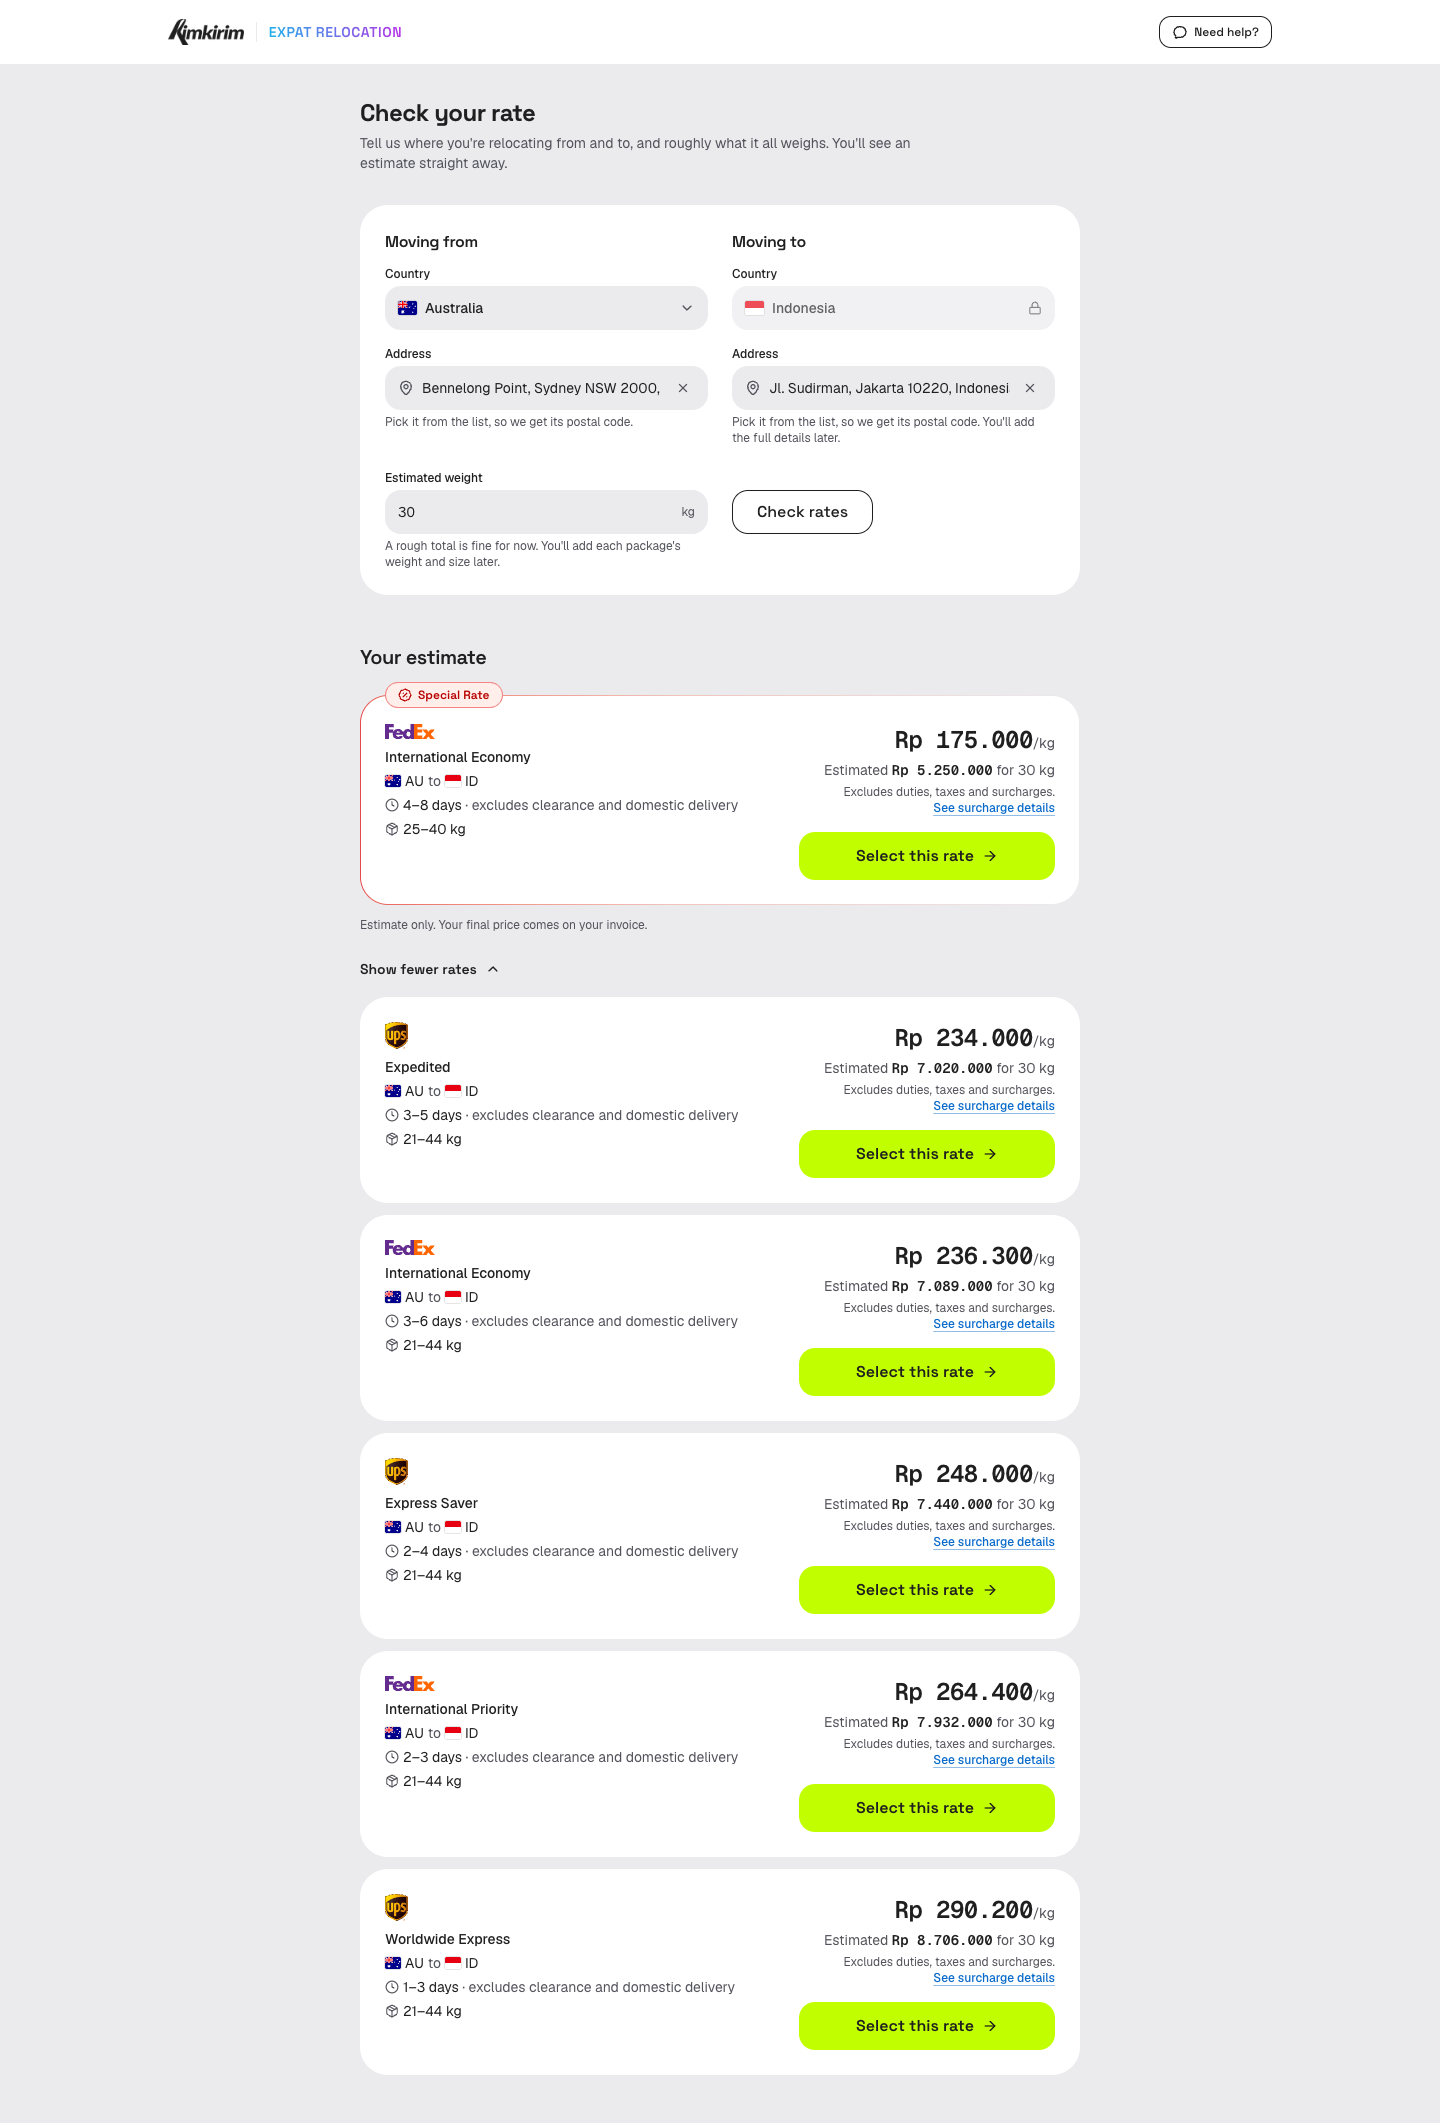 Kimkirim
EXPAT RELOCATION
Need help?
Check your rate
Tell us where you're relocating from and to, and roughly what it all weighs. You'll see an
estimate straight away.
Moving from
Country
Australia
Address
Bennelong Point, Sydney NSW 2000,
Pick it from the list, so we get its postal code.
Moving to
Country
Indonesia
Address
Jl. Sudirman, Jakarta 10220, Indonesi
Pick it from the list, so we get its postal code. You'll add
the full details later.
Estimated weight
30 kg
A rough total is fine for now. You'll add each package's
weight and size later.
Check rates
Your estimate
Special Rate
FedEx
International Economy
AU to ID
4–8 days · excludes clearance and domestic delivery
25–40 kg
Rp 175.000/kg
Estimated Rp 5.250.000 for 30 kg
Excludes duties, taxes and surcharges.
See surcharge details
Select this rate
Estimate only. Your final price comes on your invoice.
Show fewer rates
ups
Expedited
AU to ID
3–5 days · excludes clearance and domestic delivery
21–44 kg
Rp 234.000/kg
Estimated Rp 7.020.000 for 30 kg
Excludes duties, taxes and surcharges.
See surcharge details
Select this rate
FedEx
International Economy
AU to ID
3–6 days · excludes clearance and domestic delivery
21–44 kg
Rp 236.300/kg
Estimated Rp 7.089.000 for 30 kg
Excludes duties, taxes and surcharges.
See surcharge details
Select this rate
ups
Express Saver
AU to ID
2–4 days · excludes clearance and domestic delivery
21–44 kg
Rp 248.000/kg
Estimated Rp 7.440.000 for 30 kg
Excludes duties, taxes and surcharges.
See surcharge details
Select this rate
FedEx
International Priority
AU to ID
2–3 days · excludes clearance and domestic delivery
21–44 kg
Rp 264.400/kg
Estimated Rp 7.932.000 for 30 kg
Excludes duties, taxes and surcharges.
See surcharge details
Select this rate
ups
Worldwide Express
AU to ID
1–3 days · excludes clearance and domestic delivery
21–44 kg
Rp 290.200/kg
Estimated Rp 8.706.000 for 30 kg
Excludes duties, taxes and surcharges.
See surcharge details
Select this rate